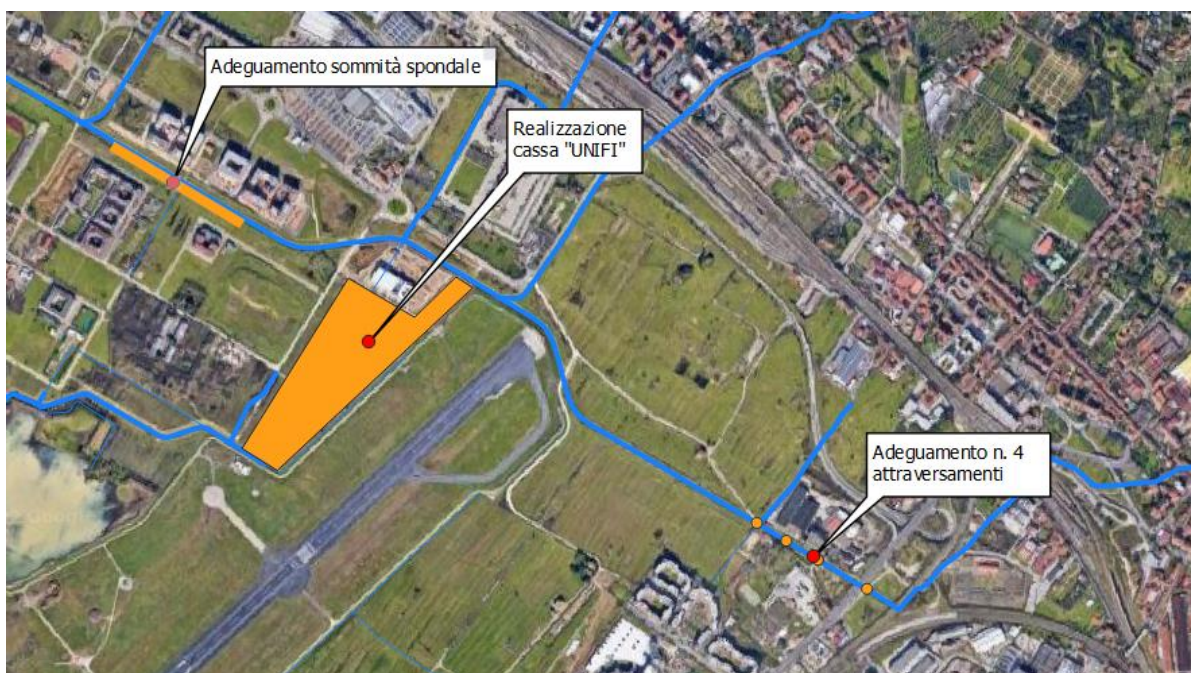 Adeguamento sommità spondale
Realizzazione
cassa "UNIFI"
Adeguamento n. 4
attraversamenti